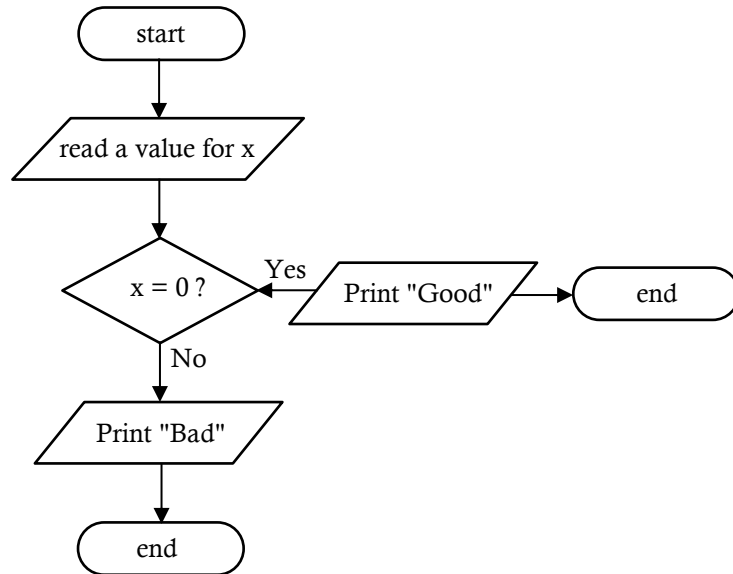 start
read a value for x
x = 0 ?
Yes
Print "Good"
end
No
Print "Bad"
end